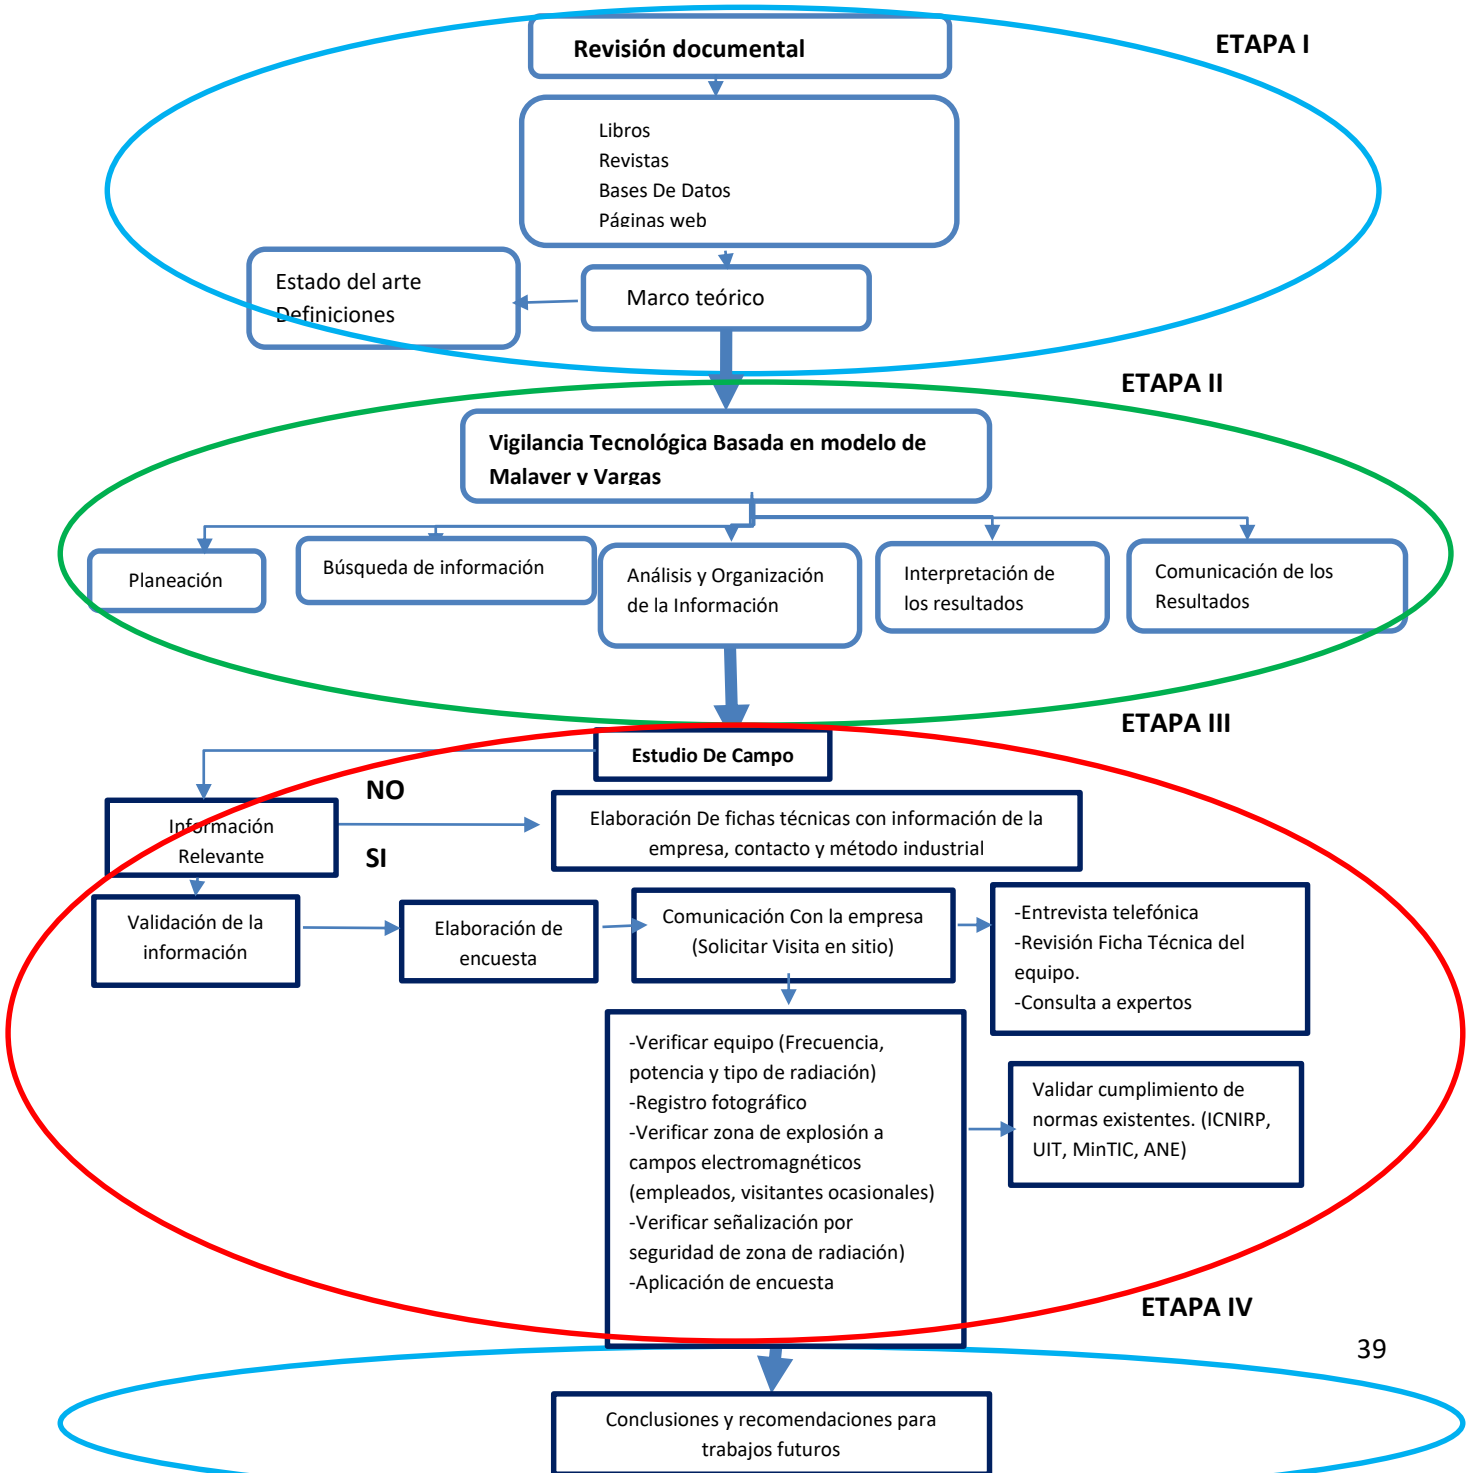 Revisión documental
ETAPA I
Libros
Revistas
Bases De Datos
Páginas web
Estado del arte
Definiciones
Marco teórico
ETAPA II
Vigilancia Tecnológica Basada en modelo de
Malaver y Vargas
Planeación
Búsqueda de información
Análisis y Organización
de la Información
Interpretación de
los resultados
Comunicación de los
Resultados
ETAPA III
Estudio De Campo
NO
Información
Relevante
SI
Elaboración De fichas técnicas con información de la
empresa, contacto y método industrial
Validación de la
información
Elaboración de
encuesta
Comunicación Con la empresa
(Solicitar Visita en sitio)
-Entrevista telefónica
-Revisión Ficha Técnica del
equipo.
-Consulta a expertos
-Verificar equipo (Frecuencia,
potencia y tipo de radiación)
-Registro fotográfico
-Verificar zona de explosión a
campos electromagnéticos
(empleados, visitantes ocasionales)
-Verificar señalización por
seguridad de zona de radiación)
-Aplicación de encuesta
Validar cumplimiento de
normas existentes. (ICNIRP,
UIT, MinTIC, ANE)
ETAPA IV
39
Conclusiones y recomendaciones para
trabajos futuros